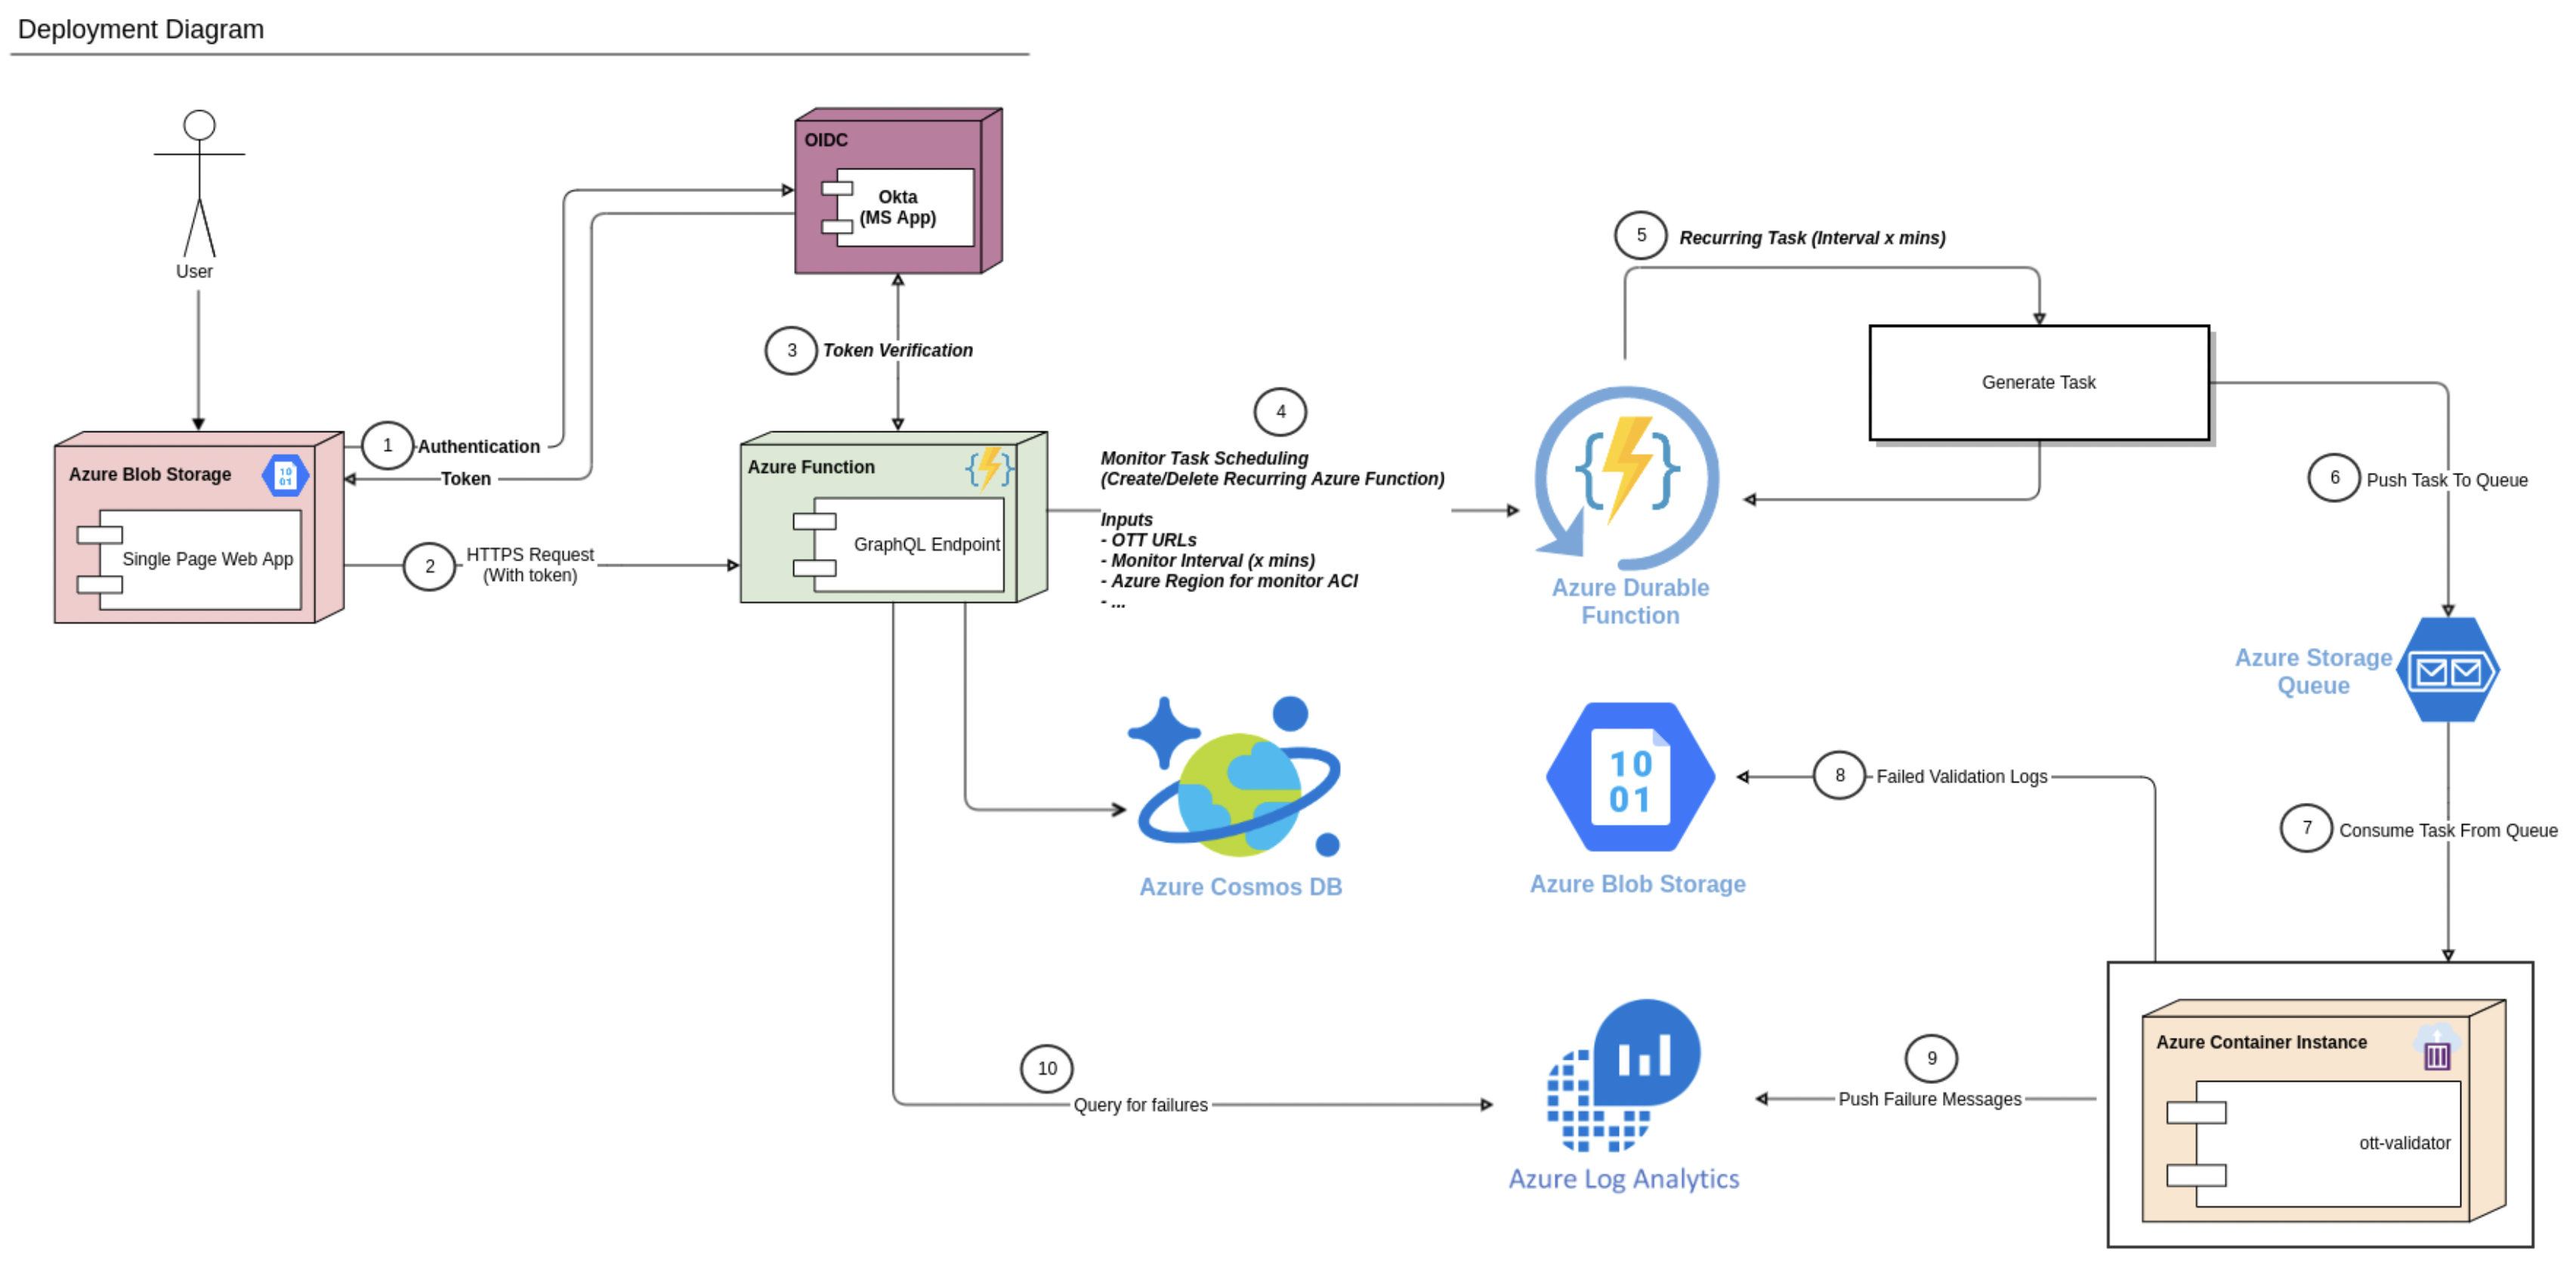 Deployment Diagram
User
OIDC
Okta
(MS App)
3
Token Verification
1
Authentication
Token
Azure Blob Storage
10
01
Single Page Web App
2
HTTPS Request
(With token)
Azure Function
GraphQL Endpoint
4
Monitor Task Scheduling
(Create/Delete Recurring Azure Function)
Inputs
- OTT URLs
- Monitor Interval (x mins)
- Azure Region for monitor ACI
- ...
5
Recurring Task (Interval x mins)
Generate Task
Azure Durable
Function
6
Push Task To Queue
Azure Storage
Queue
7
Consume Task From Queue
8
Failed Validation Logs
10
01
Azure Blob Storage
Azure Cosmos DB
Azure Container Instance
ott-validator
9
Push Failure Messages
Azure Log Analytics
10
Query for failures